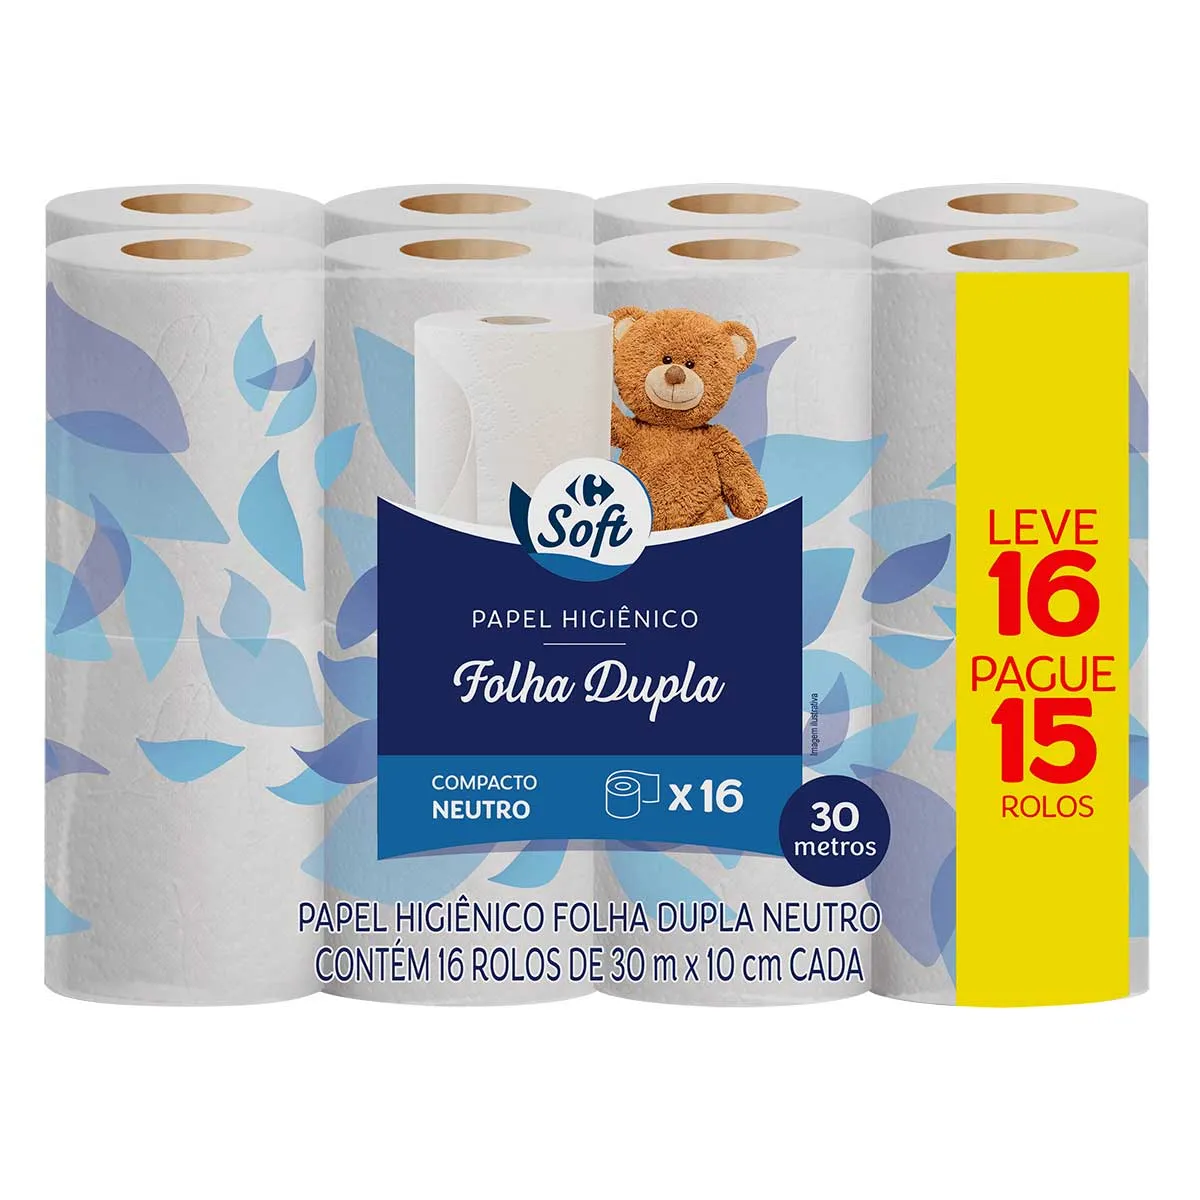 Soft
PAPEL HIGIÊNICO
Folha Dupla
COMPACTO
NEUTRO
x 16
30
metros
Imagem ilustrativa
PAPEL HIGIÊNICO FOLHA DUPLA NEUTRO
CONTÉM 16 ROLOS DE 30 m x 10 cm CADA
LEVE
16
PAGUE
15
ROLOS